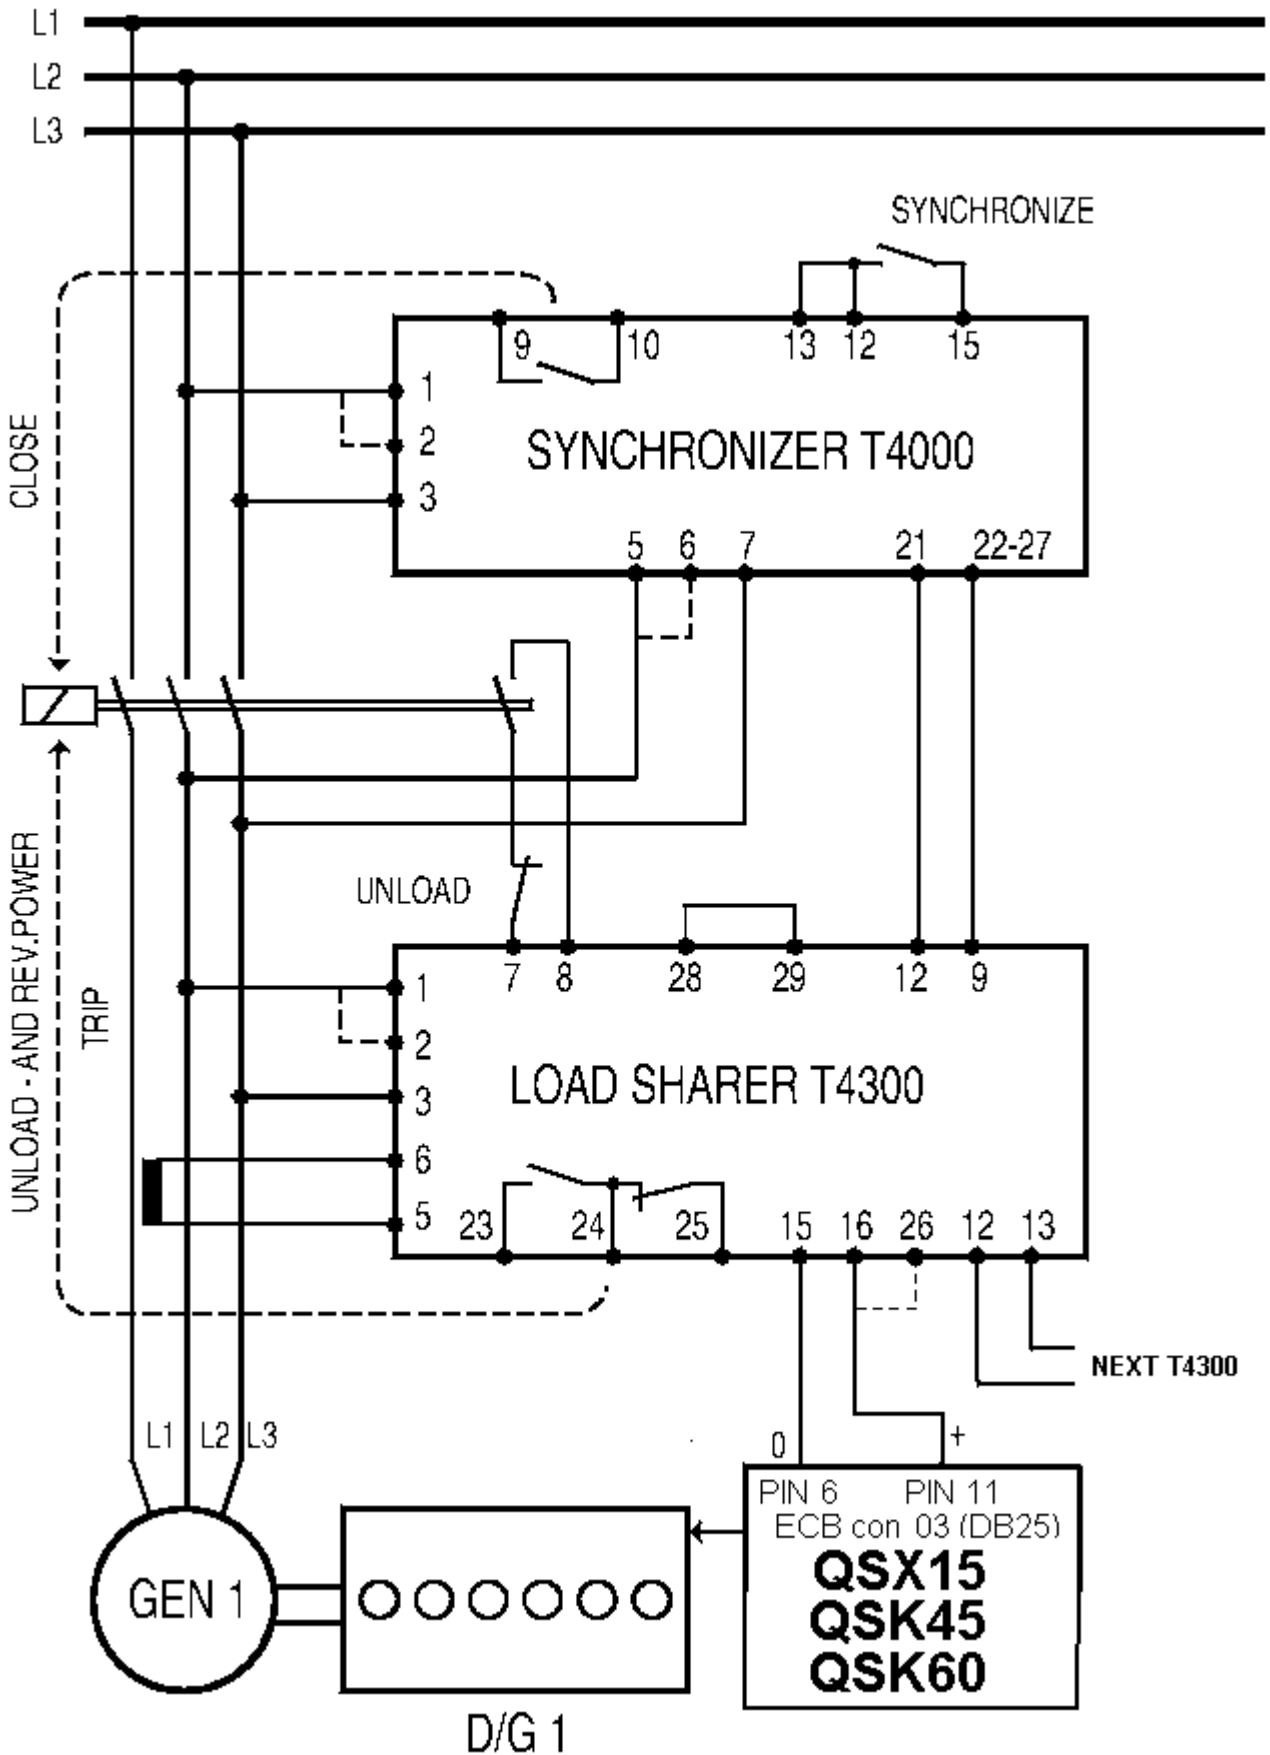 L1
L2
L3
SYNCHRONIZE
9 10 13 12 15
1
2
3
SYNCHRONIZER T4000
5 6 7 21 22-27
CLOSE
UNLOAD - AND REV.POWER
TRIP
UNLOAD
7 8 28 29 12 9
1
2
3
6
5
LOAD SHARER T4300
23 24 25 15 16 26 12 13
NEXT T4300
L1 L2 L3
0 +
PIN 6 PIN 11
ECB con 03 (DB25)
QSX15
QSK45
QSK60
GEN 1
D/G 1